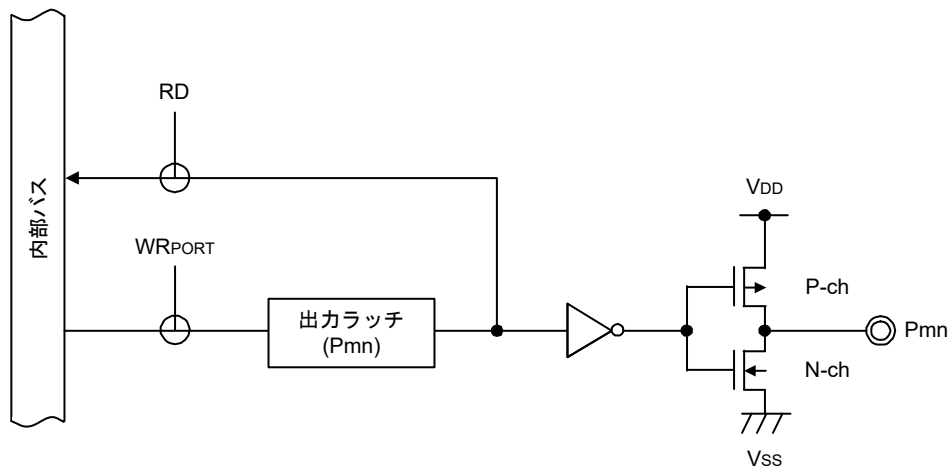 内部バス
RD
WRPORT
出力ラッチ
(Pmn)
VDD
P-ch
Pmn
N-ch
VSS